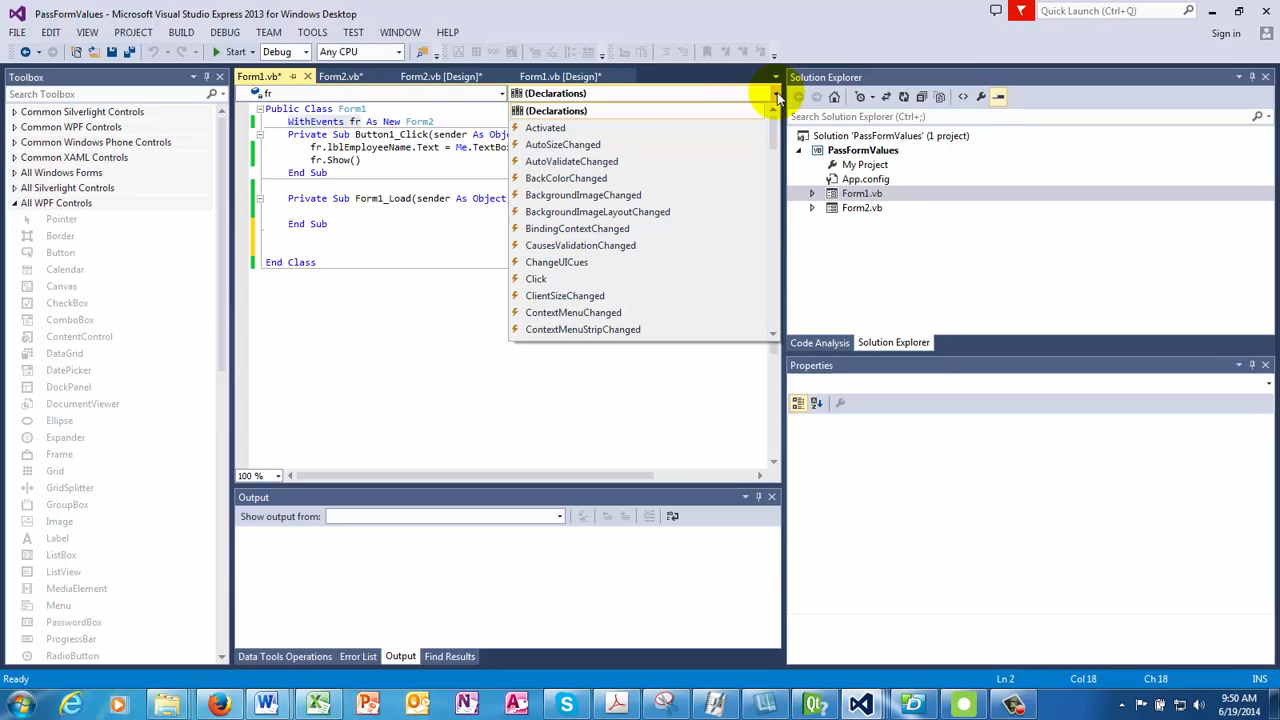 PassFormValues - Microsoft Visual Studio Express 2013 for Windows Desktop
Quick Launch (Ctrl+Q)
FILE EDIT VIEW PROJECT BUILD DEBUG TEAM TOOLS TEST WINDOW HELP
Sign in
Start Debug Any CPU
Toolbox
Form1.vb* Form2.vb* Form2.vb [Design]* Form1.vb [Design]*
Solution Explorer
Search Toolbox
fr (Declarations)
Common Silverlight Controls
Common WPF Controls
Common Windows Phone Controls
Common XAML Controls
All Windows Forms
All Silverlight Controls
All WPF Controls
Pointer
Border
Button
Calendar
Canvas
CheckBox
ComboBox
ContentControl
DataGrid
DatePicker
DockPanel
DocumentViewer
Ellipse
Expander
Frame
Grid
GridSplitter
GroupBox
Image
Label
ListBox
ListView
MediaElement
Menu
PasswordBox
ProgressBar
RadioButton
Public Class Form1
WithEvents fr As New Form2
Private Sub Button1_Click(sender As Obj
fr.lblEmployeeName.Text = Me.TextBo
fr.Show()
End Sub
Private Sub Form1_Load(sender As Object,
End Sub
End Class
(Declarations)
Activated
AutoSizeChanged
AutoValidateChanged
BackColorChanged
BackgroundImageChanged
BackgroundImageLayoutChanged
BindingContextChanged
CausesValidationChanged
ChangeUICues
Click
ClientSizeChanged
ContextMenuChanged
ContextMenuStripChanged
100 %
Output
Show output from:
Data Tools Operations Error List Output Find Results
Search Solution Explorer (Ctrl+;)
Solution 'PassFormValues' (1 project)
PassFormValues
My Project
App.config
Form1.vb
Form2.vb
Code Analysis Solution Explorer
Properties
Ready
Ln 2 Col 18 Ch 18 INS
9:50 AM
6/19/2014